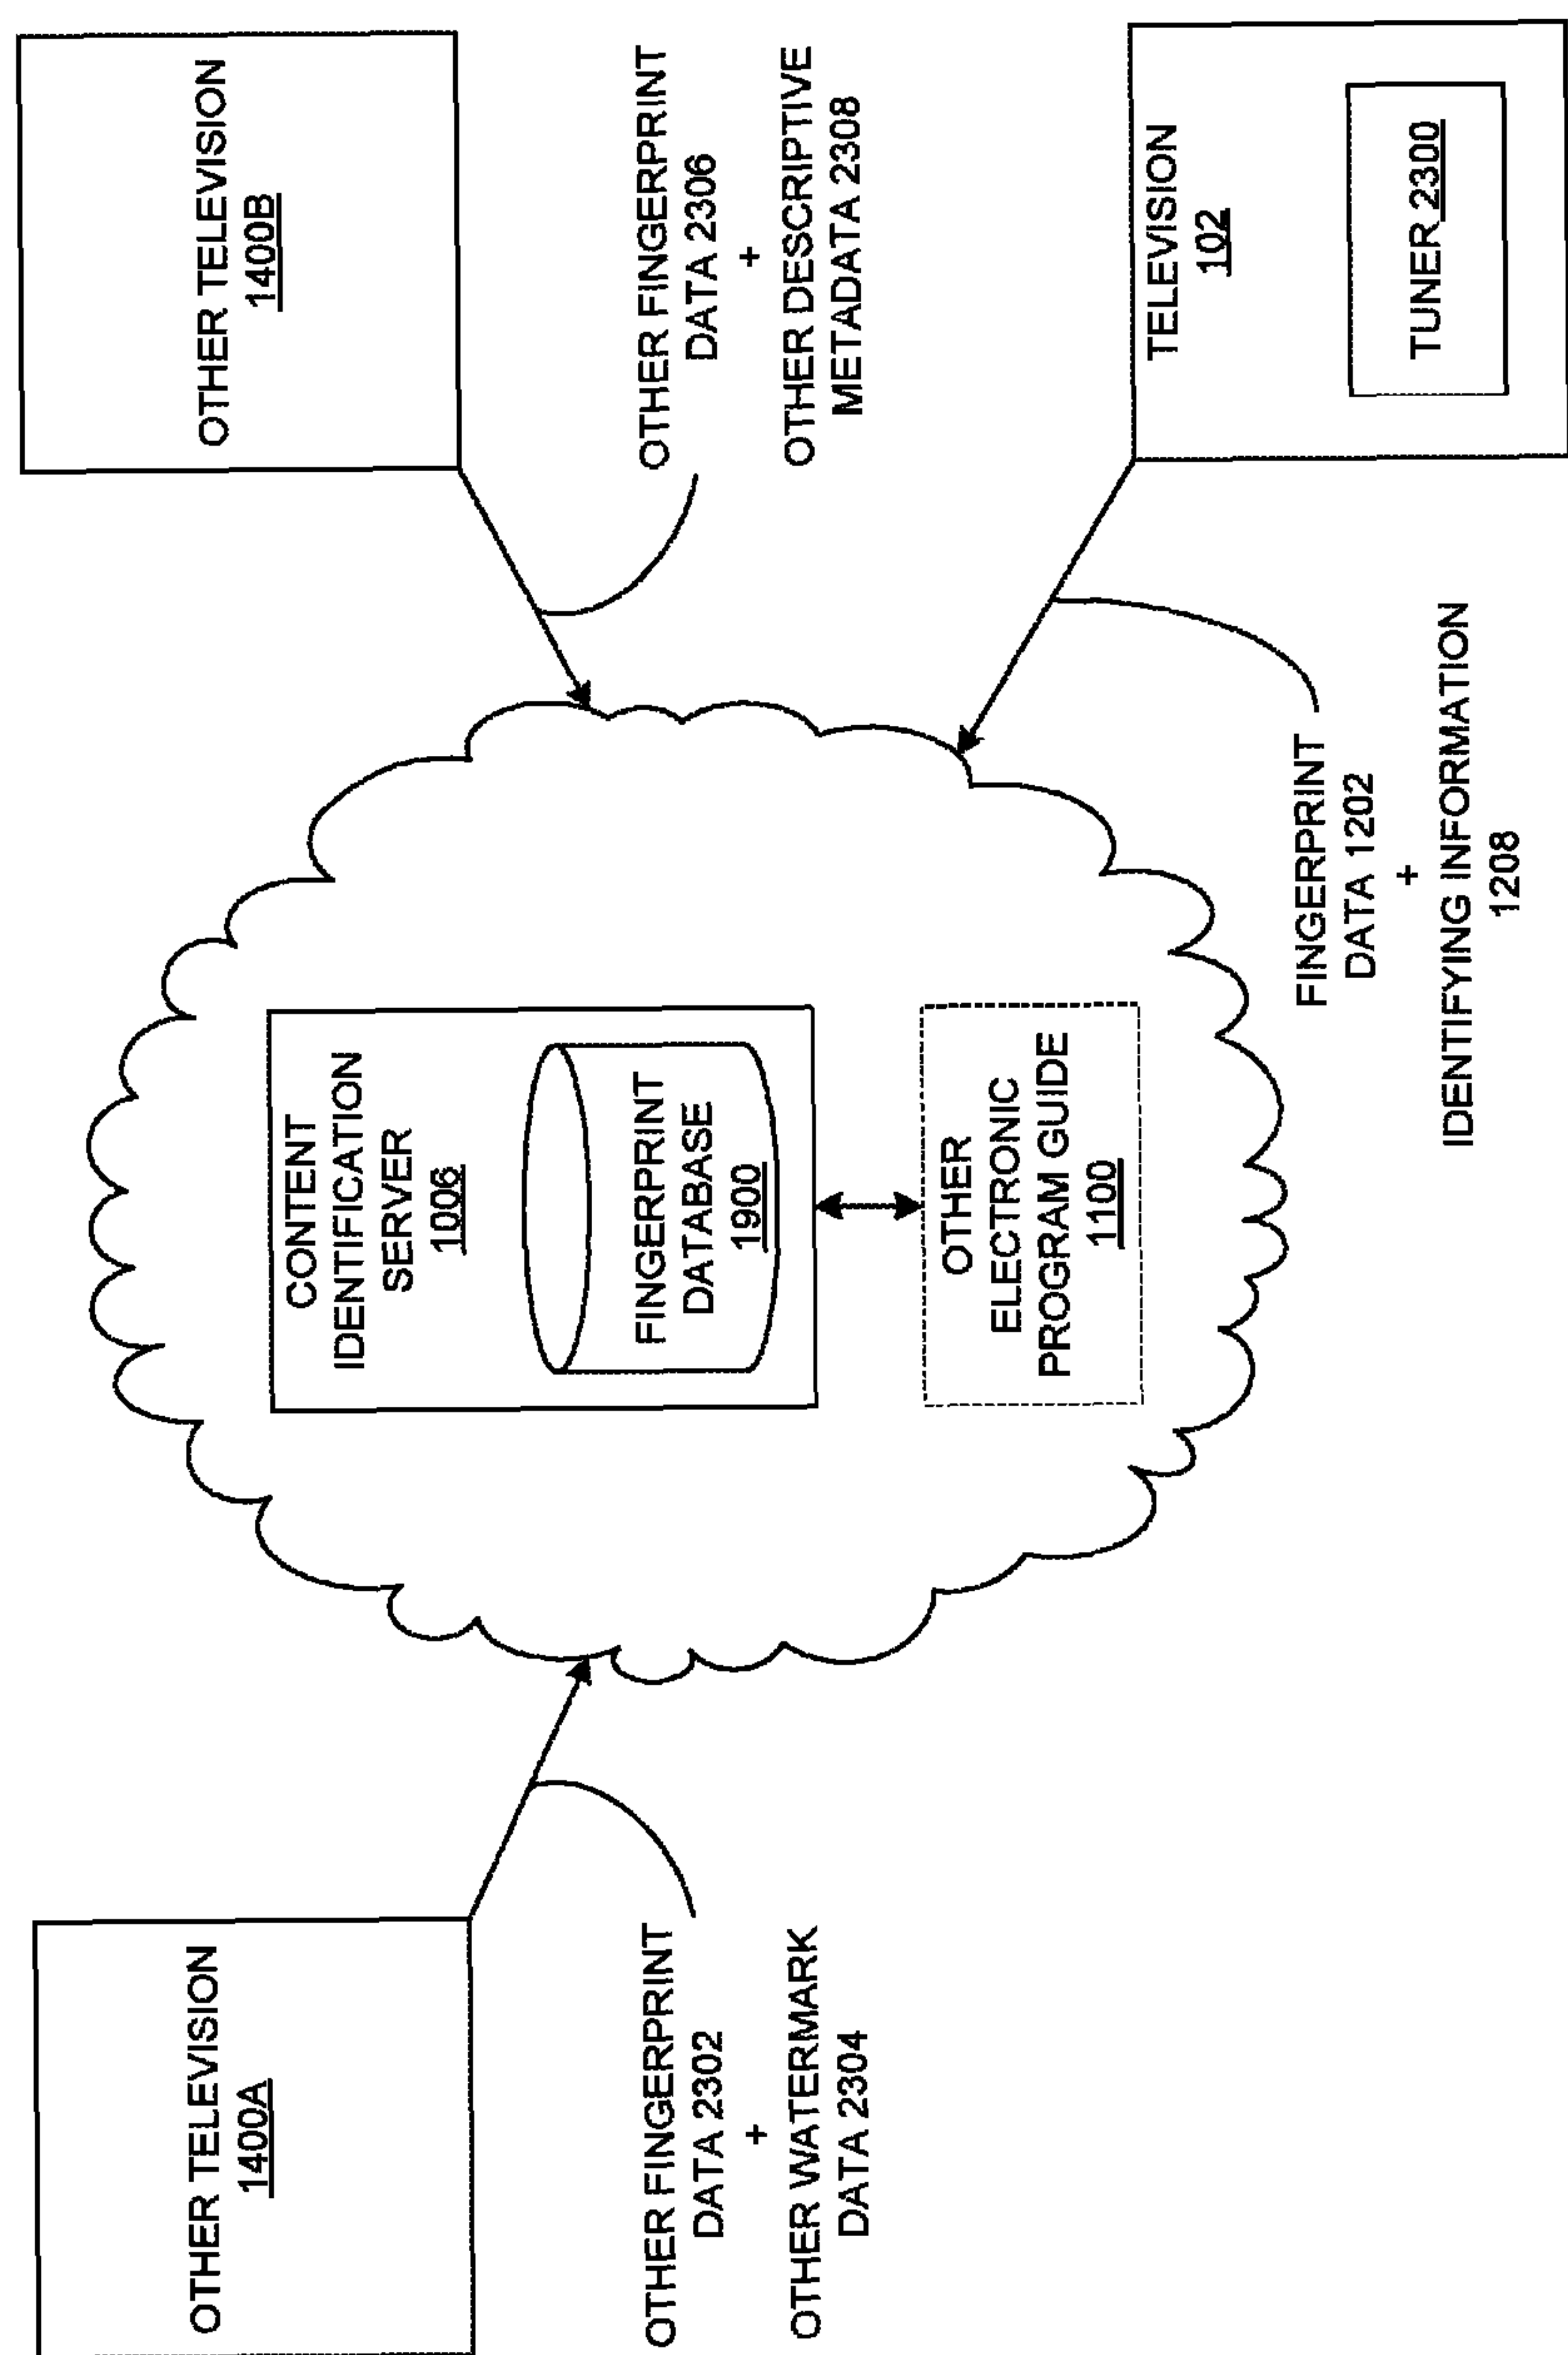 OTHER TELEVISION
1400A
OTHER FINGERPRINT
DATA 2302
+
OTHER WATERMARK
DATA 2304
CONTENT
IDENTIFICATION
SERVER
1006
FINGERPRINT
DATABASE
1900
OTHER
ELECTRONIC
PROGRAM GUIDE
1100
OTHER TELEVISION
1400B
OTHER FINGERPRINT
DATA 2306
+
OTHER DESCRIPTIVE
METADATA 2308
TELEVISION
102
TUNER 2300
FINGERPRINT
DATA 1202
+
IDENTIFYING INFORMATION
1208